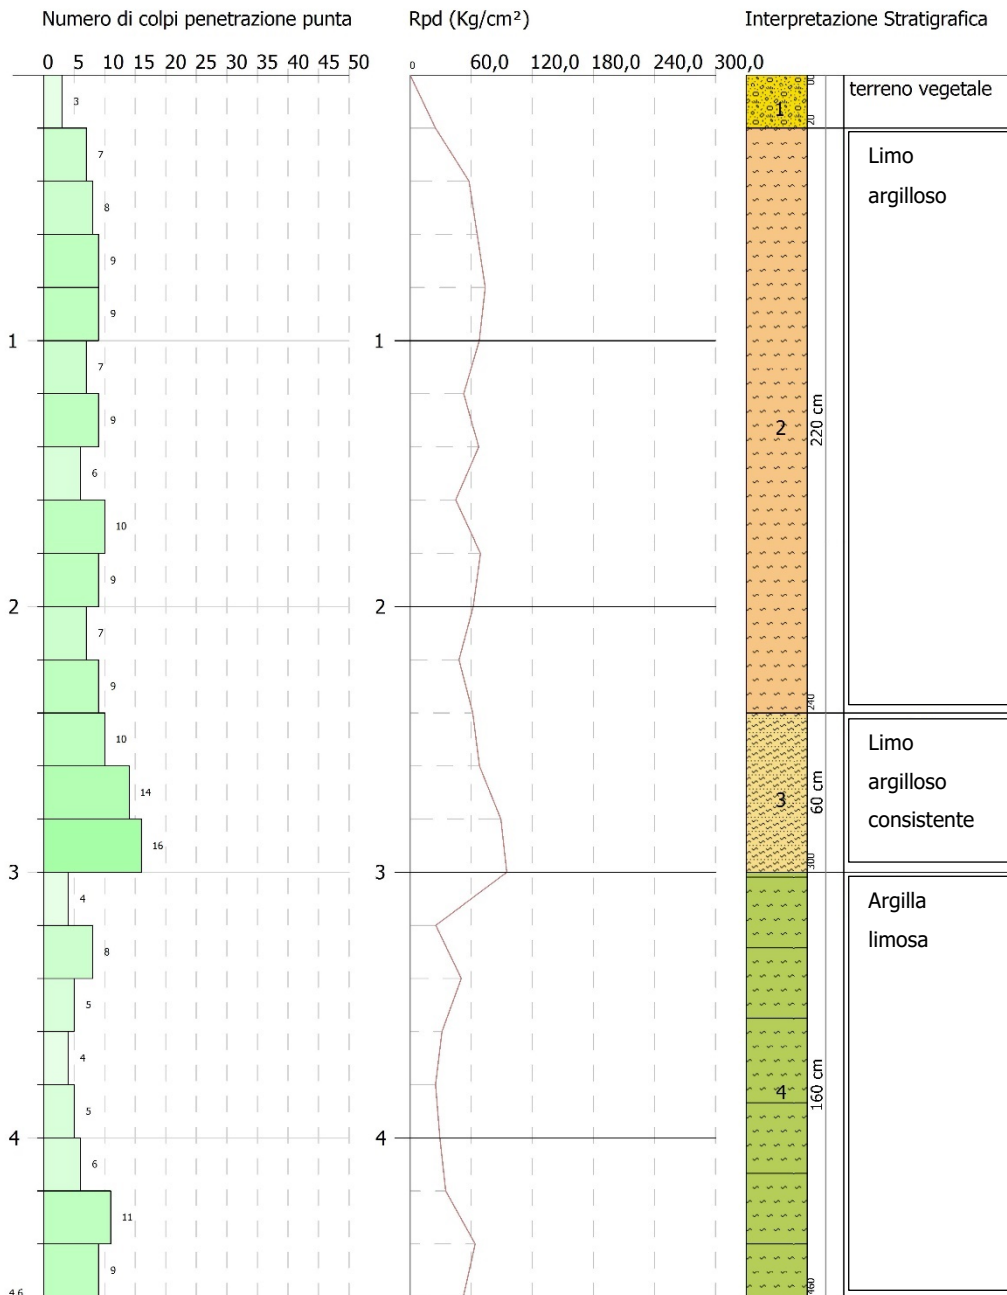 Numero di colpi penetrazione punta
Rpd (Kg/cm²)
Interpretazione Stratigrafica
0 5 10 15 20 25 30 35 40 45 50
0 60,0 120,0 180,0 240,0 300,0
3
7
8
9
9
1
7
9
6
10
9
2
7
9
10
14
16
3
4
8
5
4
5
4
6
11
9
4.6
1
2
3
4
1
20
terreno vegetale
2
220 cm
240
Limo
argilloso
3
60 cm
300
Limo
argilloso
consistente
4
160 cm
460
Argilla
limosa